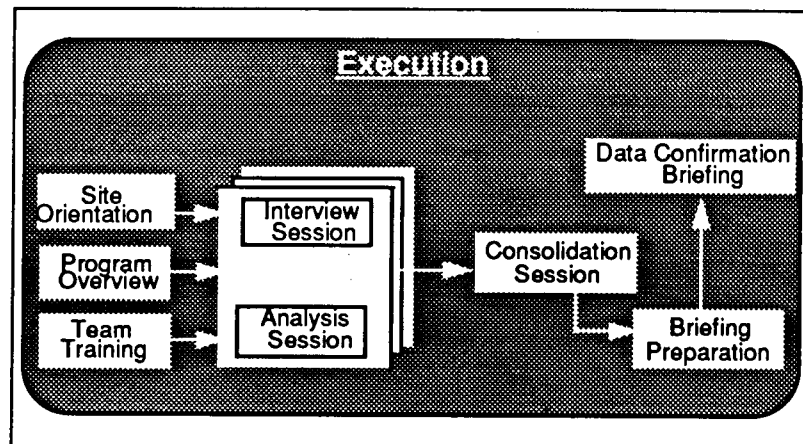 Execution
Site
Orientation
Program
Overview
Team
Training
Interview
Session
Analysis
Session
Consolidation
Session
Briefing
Preparation
Data Confirmation
Briefing